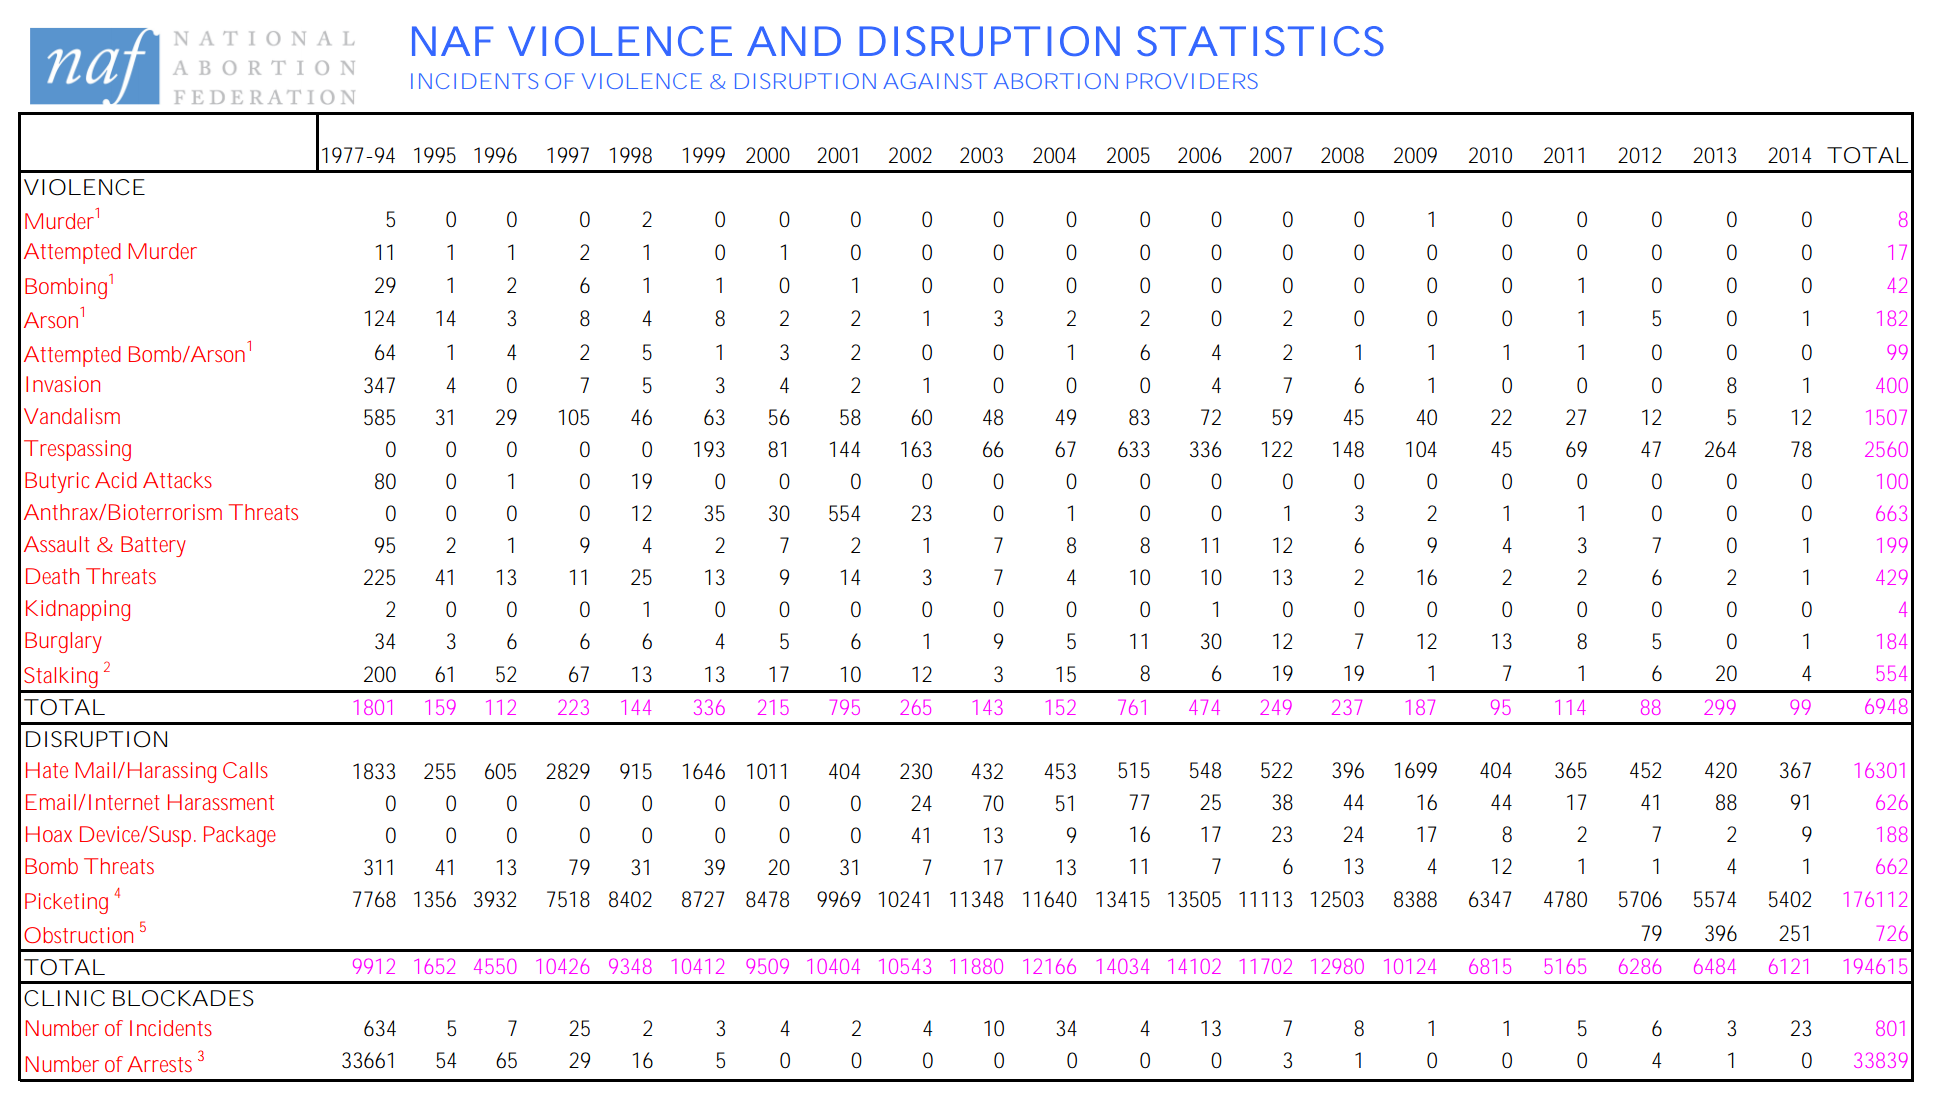 naf NATIONAL
ABORTION
FEDERATION
NAF VIOLENCE AND DISRUPTION STATISTICS
INCIDENTS OF VIOLENCE & DISRUPTION AGAINST ABORTION PROVIDERS
1977-94 1995 1996 1997 1998 1999 2000 2001 2002 2003 2004 2005 2006 2007 2008 2009 2010 2011 2012 2013 2014 TOTAL
VIOLENCE
Murder1 5 0 0 0 2 0 0 0 0 0 0 0 0 0 0 1 0 0 0 0 0 8
Attempted Murder 11 1 1 2 1 0 1 0 0 0 0 0 0 0 0 0 0 0 0 0 0 17
Bombing1 29 1 2 6 1 1 0 1 0 0 0 0 0 0 0 0 0 1 0 0 0 42
Arson1 124 14 3 8 4 8 2 2 1 3 2 2 0 2 0 0 0 1 5 0 1 182
Attempted Bomb/Arson1 64 1 4 2 5 1 3 2 0 0 1 6 4 2 1 1 1 1 0 0 0 99
Invasion 347 4 0 7 5 3 4 2 1 0 0 0 4 7 6 1 0 0 0 8 1 400
Vandalism 585 31 29 105 46 63 56 58 60 48 49 83 72 59 45 40 22 27 12 5 12 1507
Trespassing 0 0 0 0 0 193 81 144 163 66 67 633 336 122 148 104 45 69 47 264 78 2560
Butyric Acid Attacks 80 0 1 0 19 0 0 0 0 0 0 0 0 0 0 0 0 0 0 0 0 100
Anthrax/Bioterrorism Threats 0 0 0 0 12 35 30 554 23 0 1 0 0 1 3 2 1 1 0 0 0 663
Assault & Battery 95 2 1 9 4 2 7 2 1 7 8 8 11 12 6 9 4 3 7 0 1 199
Death Threats 225 41 13 11 25 13 9 14 3 7 4 10 10 13 2 16 2 2 6 2 1 429
Kidnapping 2 0 0 0 1 0 0 0 0 0 0 0 1 0 0 0 0 0 0 0 0 4
Burglary 34 3 6 6 6 4 5 6 1 9 5 11 30 12 7 12 13 8 5 0 1 184
Stalking 2 200 61 52 67 13 13 17 10 12 3 15 8 6 19 19 1 7 1 6 20 4 554
TOTAL 1801 159 112 223 144 336 215 795 265 143 152 761 474 249 237 187 95 114 88 299 99 6948
DISRUPTION
Hate Mail/Harassing Calls 1833 255 605 2829 915 1646 1011 404 230 432 453 515 548 522 396 1699 404 365 452 420 367 16301
Email/Internet Harassment 0 0 0 0 0 0 0 0 24 70 51 77 25 38 44 16 44 17 41 88 91 626
Hoax Device/Susp. Package 0 0 0 0 0 0 0 0 41 13 9 16 17 23 24 17 8 2 7 2 9 188
Bomb Threats 311 41 13 79 31 39 20 31 7 17 13 11 7 6 13 4 12 1 1 4 1 662
Picketing 4 7768 1356 3932 7518 8402 8727 8478 9969 10241 11348 11640 13415 13505 11113 12503 8388 6347 4780 5706 5574 5402 176112
Obstruction 5 79 396 251 726
TOTAL 9912 1652 4550 10426 9348 10412 9509 10404 10543 11880 12166 14034 14102 11702 12980 10124 6815 5165 6286 6484 6121 194615
CLINIC BLOCKADES
Number of Incidents 634 5 7 25 2 3 4 2 4 10 34 4 13 7 8 1 1 5 6 3 23 801
Number of Arrests 3 33661 54 65 29 16 5 0 0 0 0 0 0 0 3 1 0 0 0 4 1 0 33839